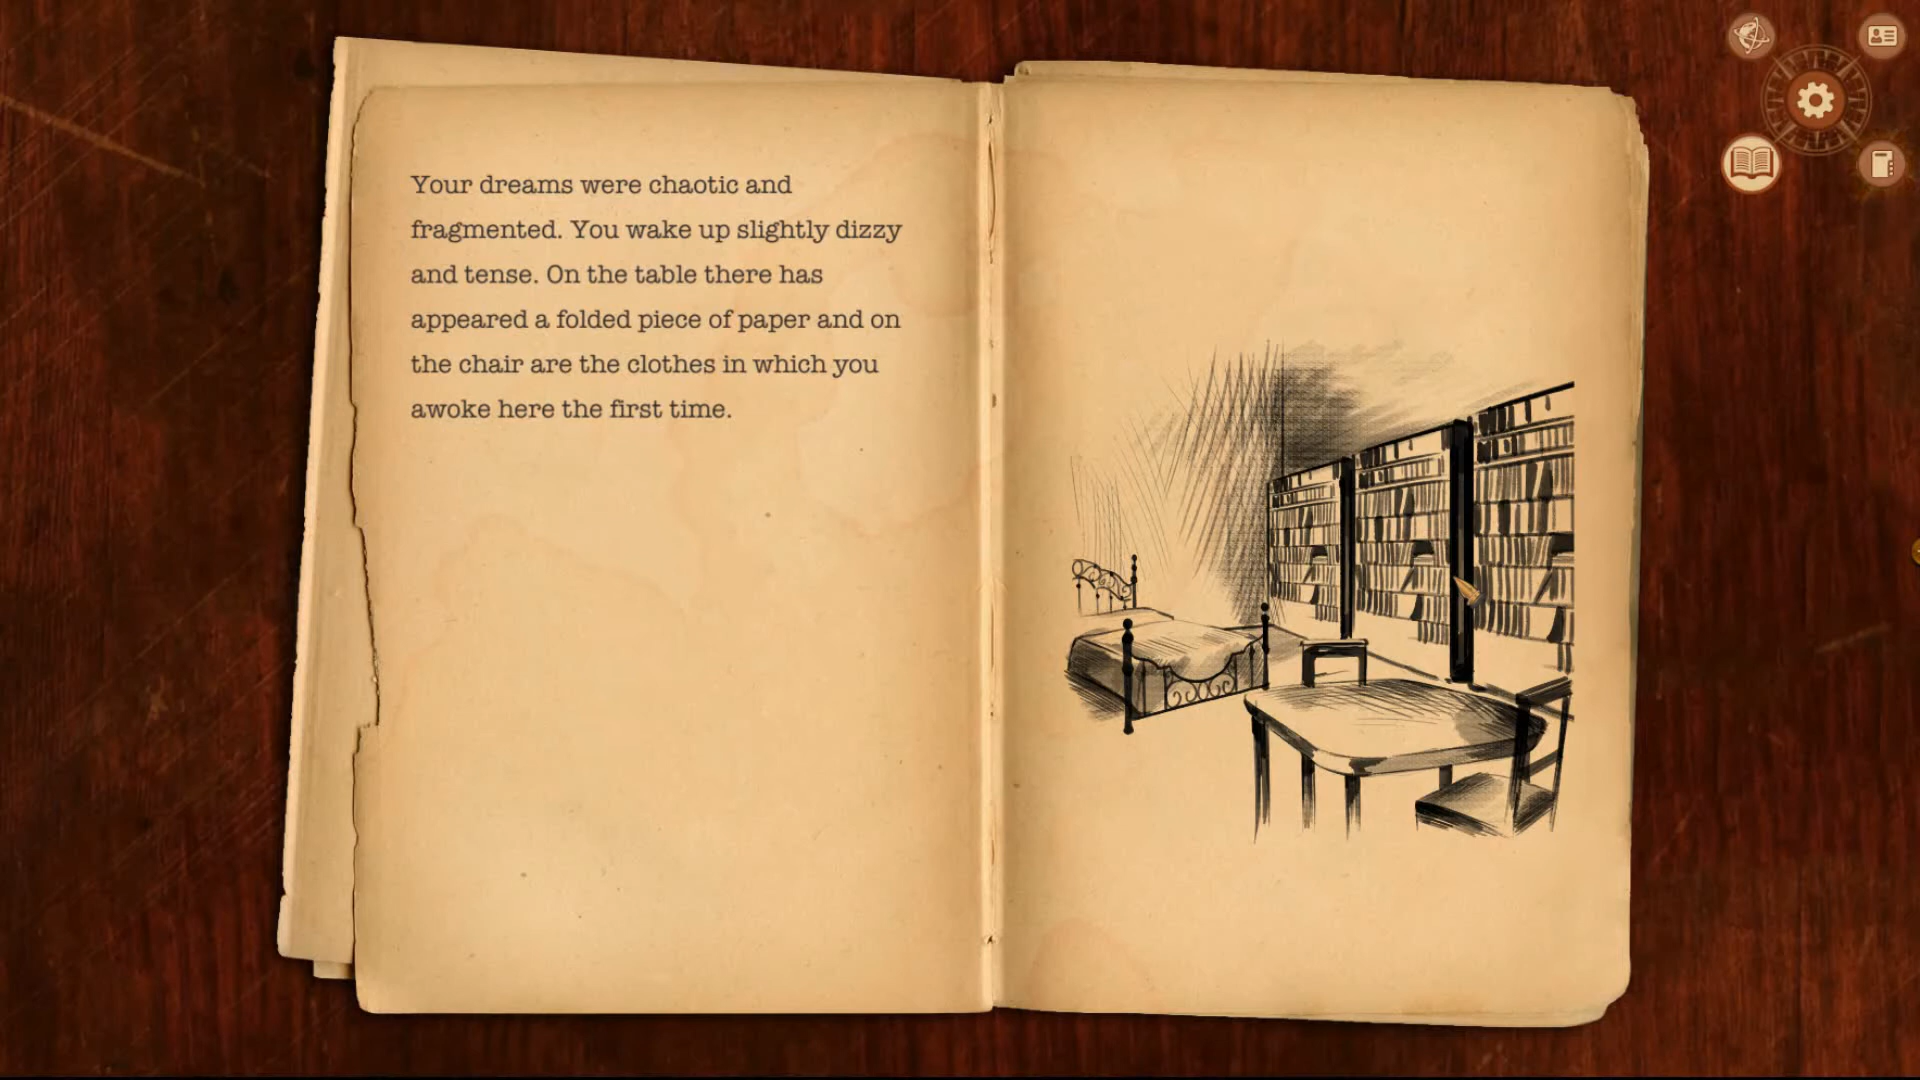 Your dreams were chaotic and
fragmented. You wake up slightly dizzy
and tense. On the table there has
appeared a folded piece of paper and on
the chair are the clothes in which you
awoke here the first time.